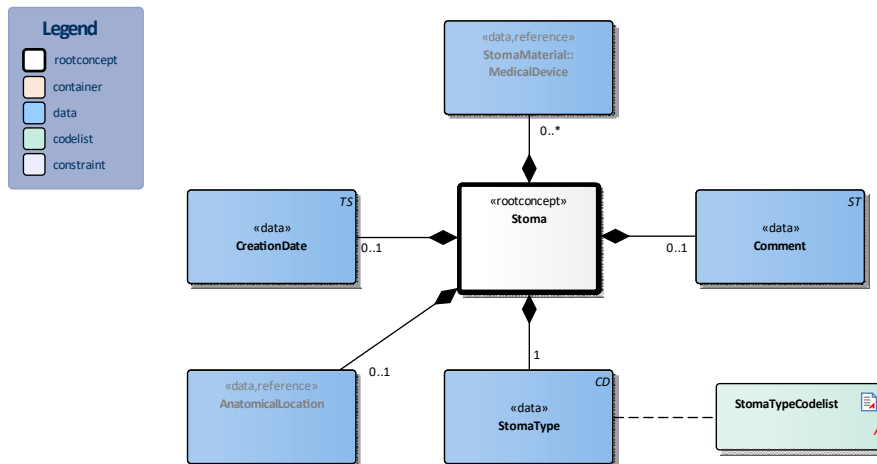 Legend
rootconcept
container
data
codelist
constraint
«data,reference»
StomaMaterial::
MedicalDevice
0..*
TS
«data»
CreationDate
0..1
«rootconcept»
Stoma
ST
«data»
Comment
0..1
«data,reference»
AnatomicalLocation
0..1
1
CD
«data»
StomaType
StomaTypeCodelist